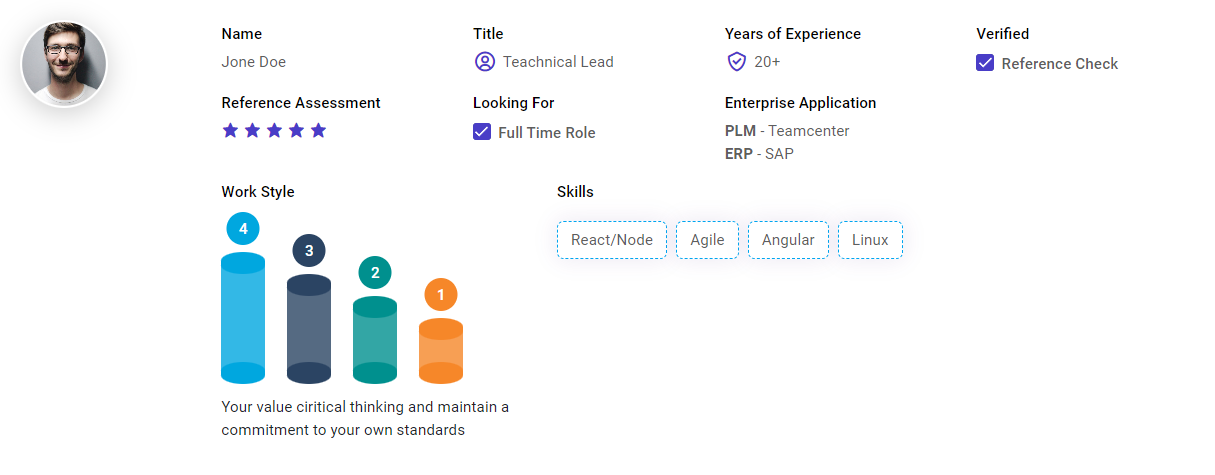 Name
Jone Doe
Title
Teachnical Lead
Years of Experience
20+
Verified
Reference Check
Reference Assessment
Looking For
Full Time Role
Enterprise Application
PLM - Teamcenter
ERP - SAP
Work Style
4
3
2
1
Your value ciritical thinking and maintain a
commitment to your own standards
Skills
React/Node
Agile
Angular
Linux